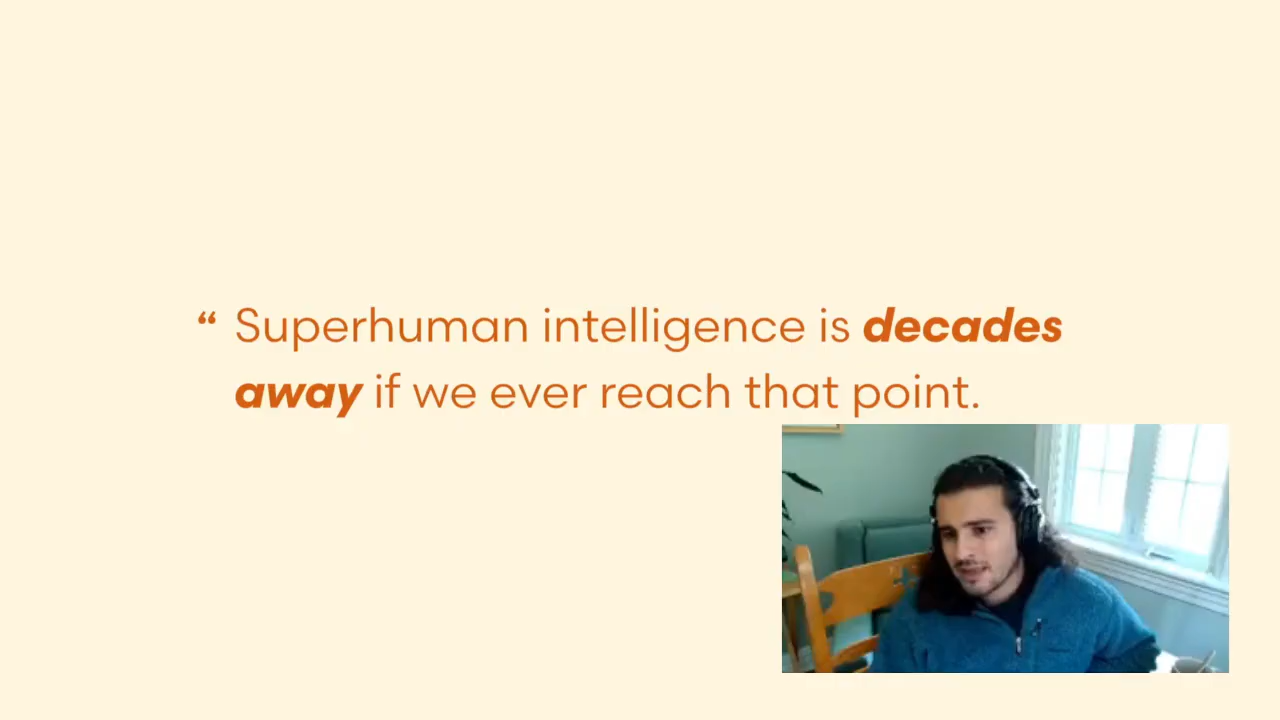 “ Superhuman intelligence is decades
away if we ever reach that point.